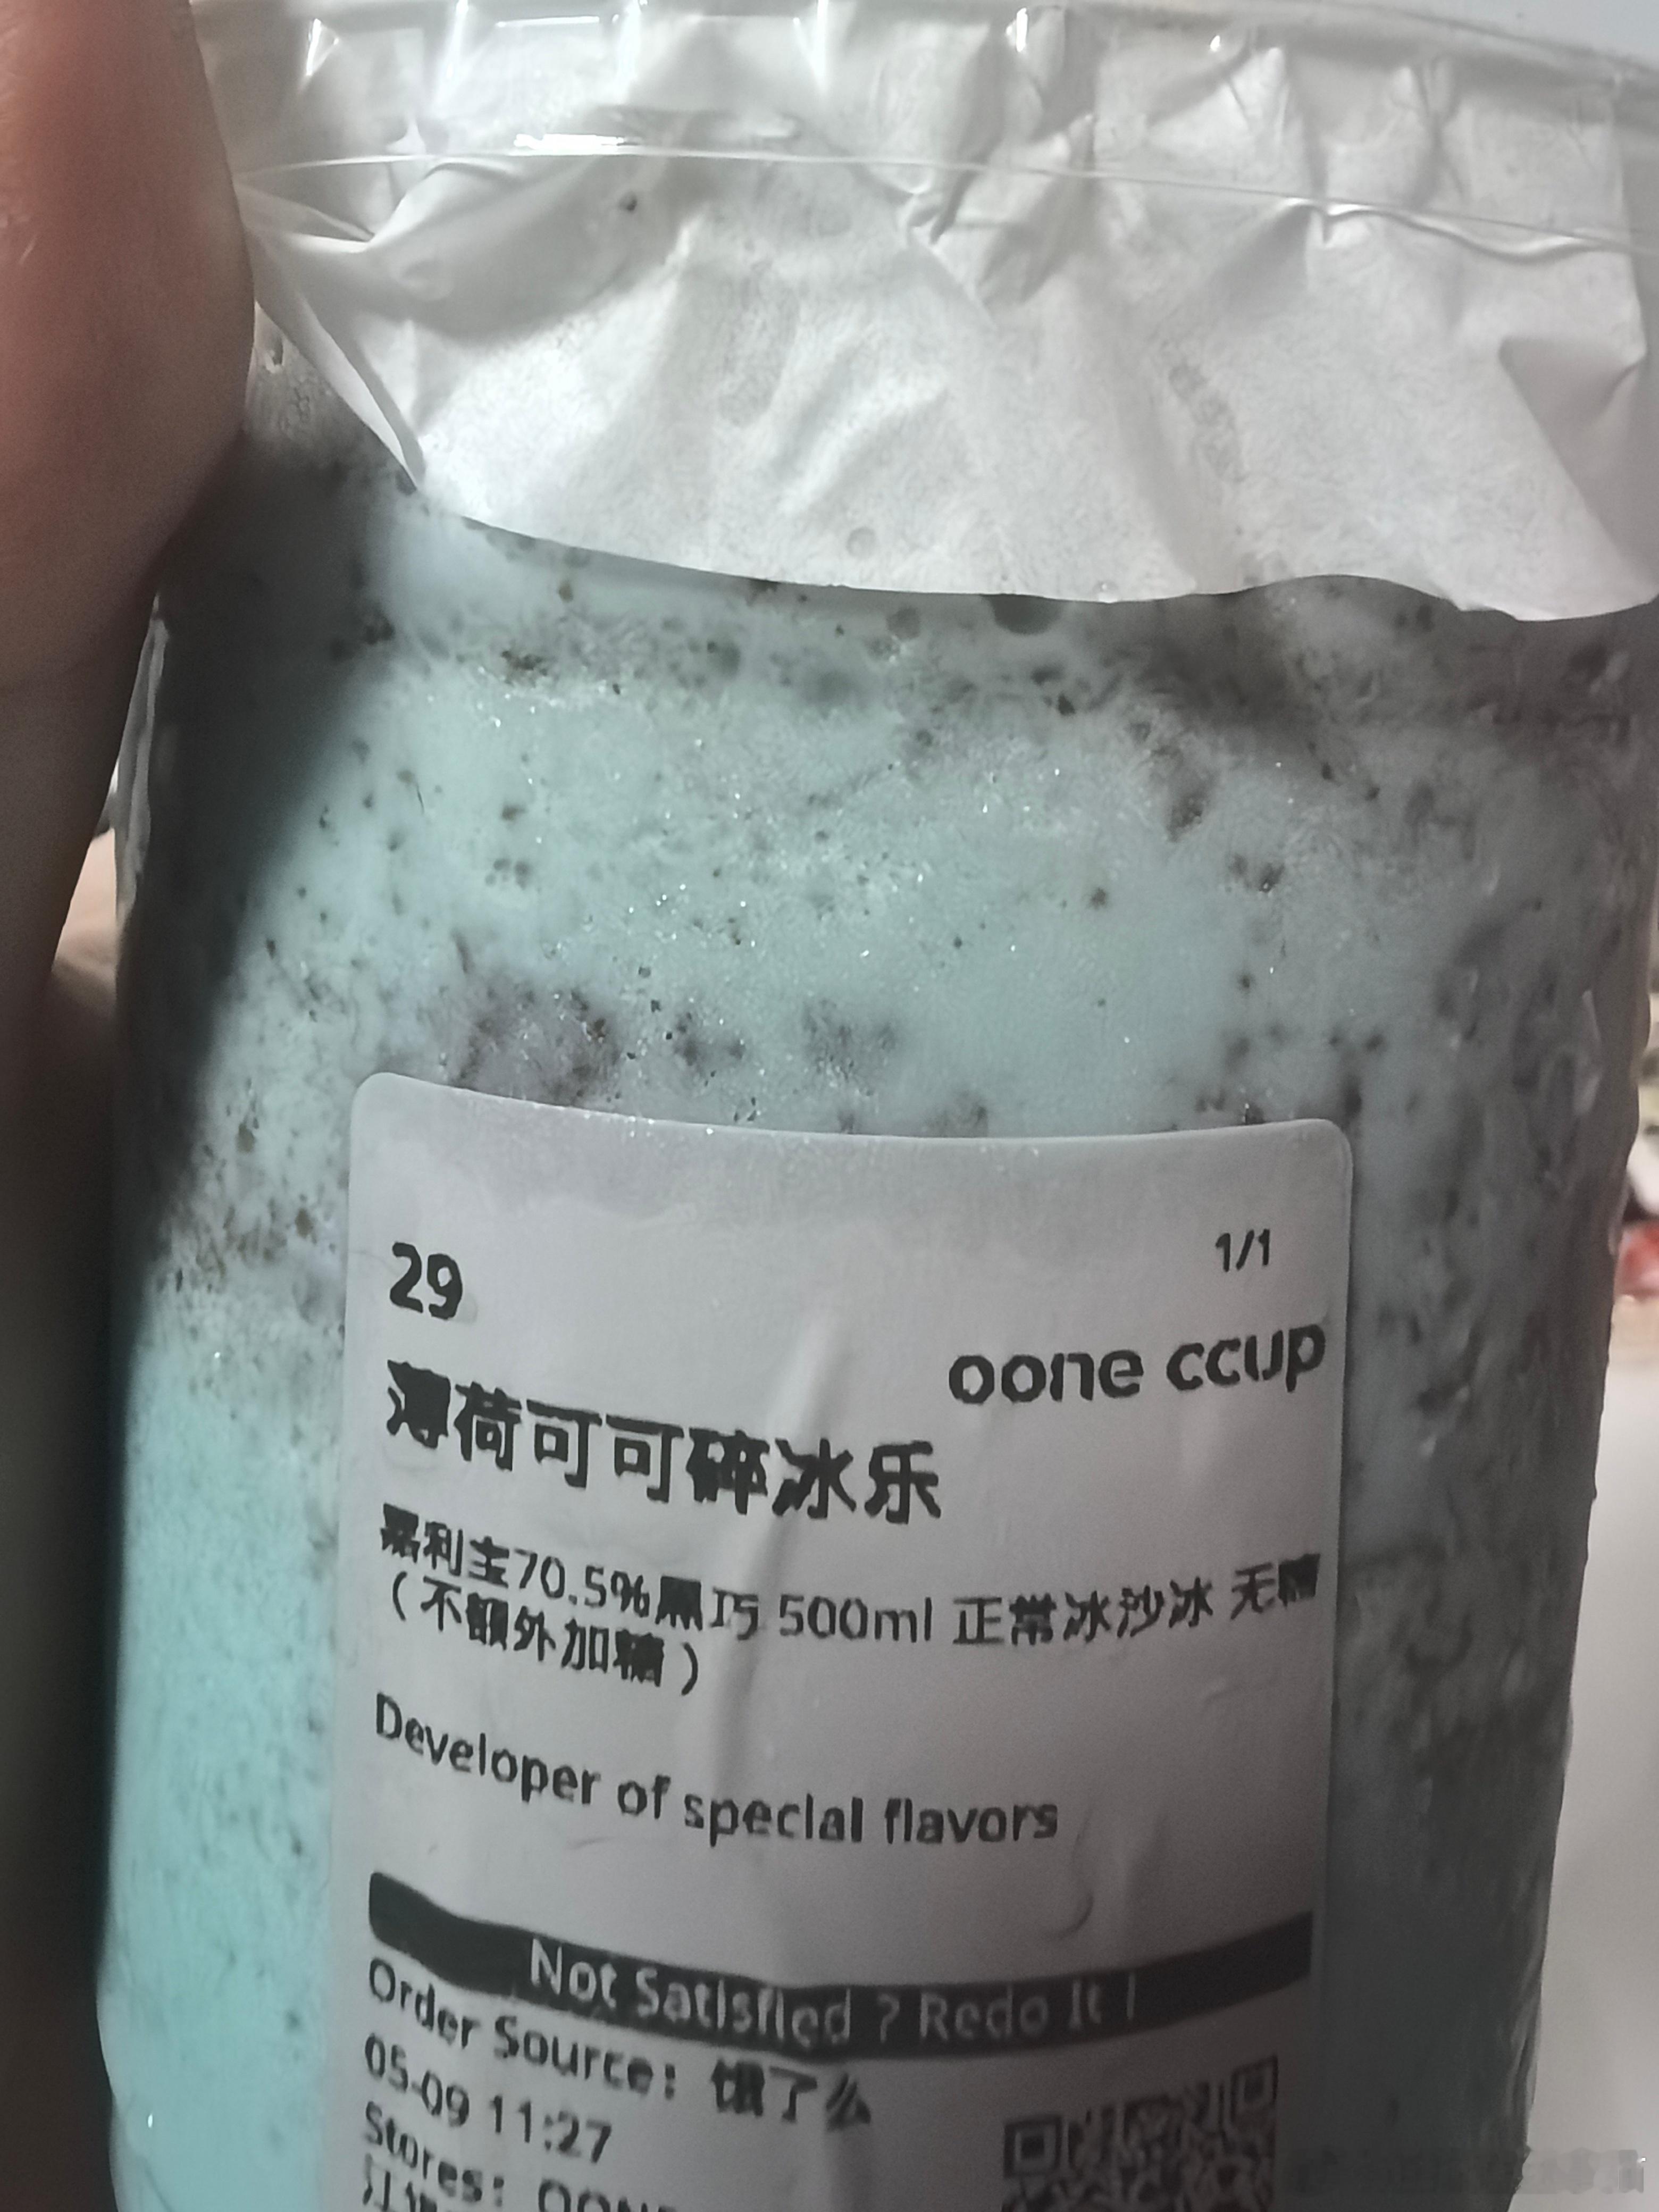 29
1/1
oone ccup
薄荷可可碎冰乐
嘉利宝70.5%黑巧 500ml 正常冰沙冰 无糖
（不额外加糖）
Developer of special flavors
Not Satisfied ? Redo It !
Order Source: 饿了么
05-09 11:27
Stores: